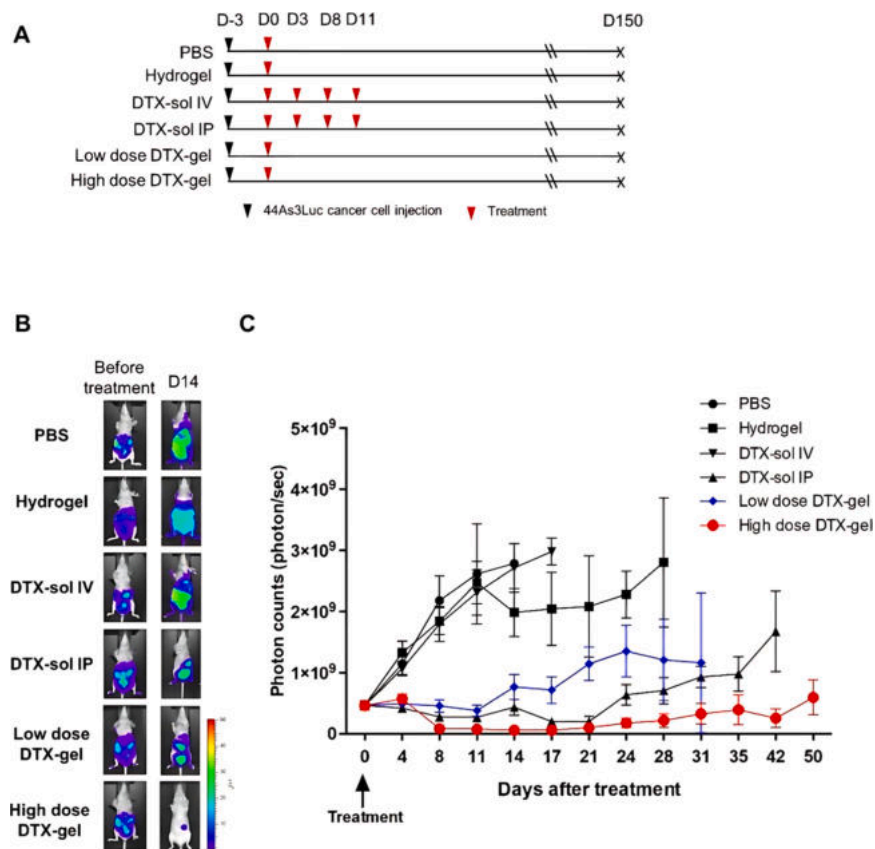 A
D-3 D0 D3 D8 D11 D150
PBS
Hydrogel
DTX-sol IV
DTX-sol IP
Low dose DTX-gel
High dose DTX-gel
44As3Luc cancer cell injection Treatment
B
Before treatment
D14
PBS
Hydrogel
DTX-sol IV
DTX-sol IP
Low dose
DTX-gel
High dose
DTX-gel
C
PBS
Hydrogel
DTX-sol IV
DTX-sol IP
Low dose DTX-gel
High dose DTX-gel
Photon counts (photon/sec)
5×10⁹
4×10⁹
3×10⁹
2×10⁹
1×10⁹
0
0 4 8 11 14 17 21 24 28 31 35 42 50
Days after treatment
Treatment